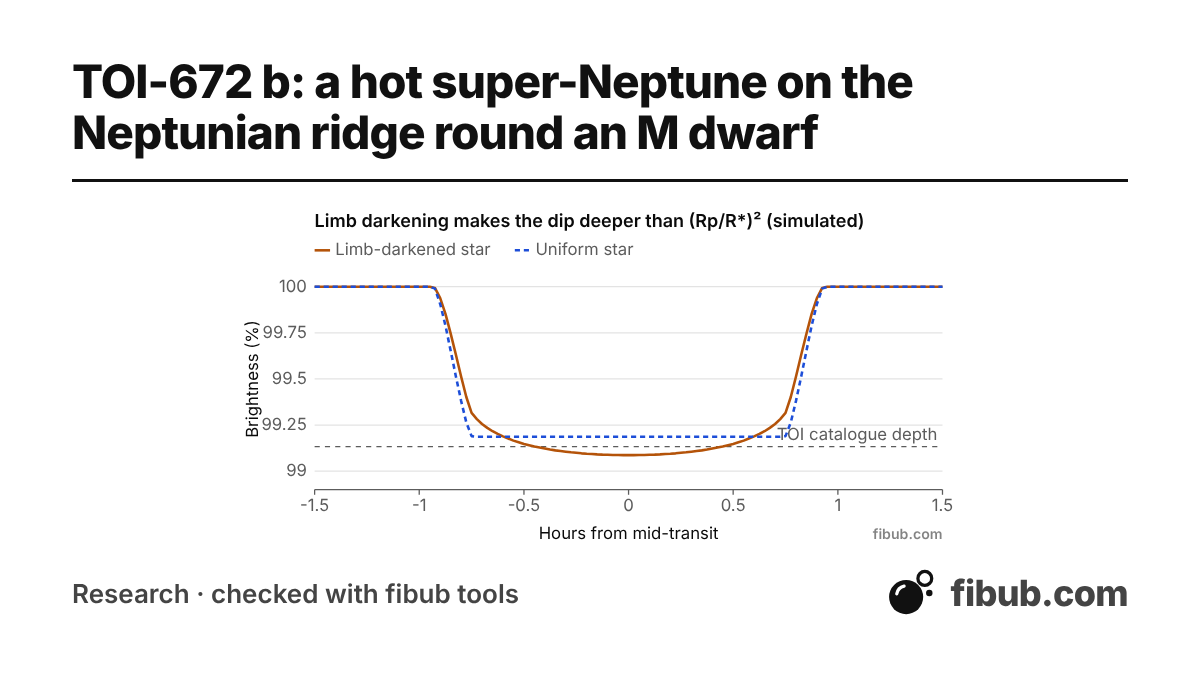 TOI-672 b: a hot super-Neptune on the
Neptunian ridge round an M dwarf
Limb darkening makes the dip deeper than (Rp/R*)² (simulated)
Limb-darkened star
Uniform star
100
99.75
99.5
99.25
99
Brightness (%)
TOI catalogue depth
-1.5
-1
-0.5
0
0.5
1
1.5
Hours from mid-transit
fibub.com
Research · checked with fibub tools
fibub.com